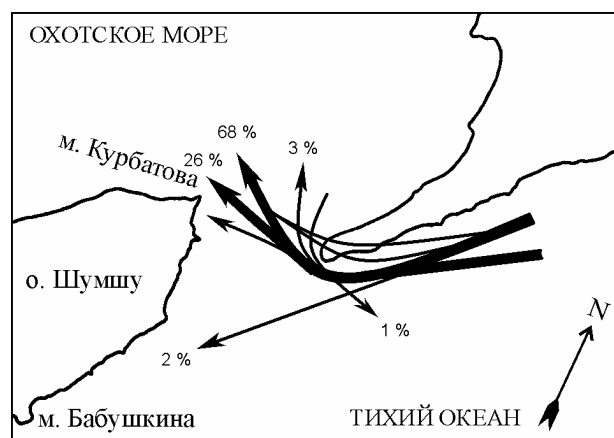 ОХОТСКОЕ МОРЕ
м. Курбатова
68 %
3 %
26 %
о. Шумшу
1 %
N
2 %
м. Бабушкина
ТИХИЙ ОКЕАН